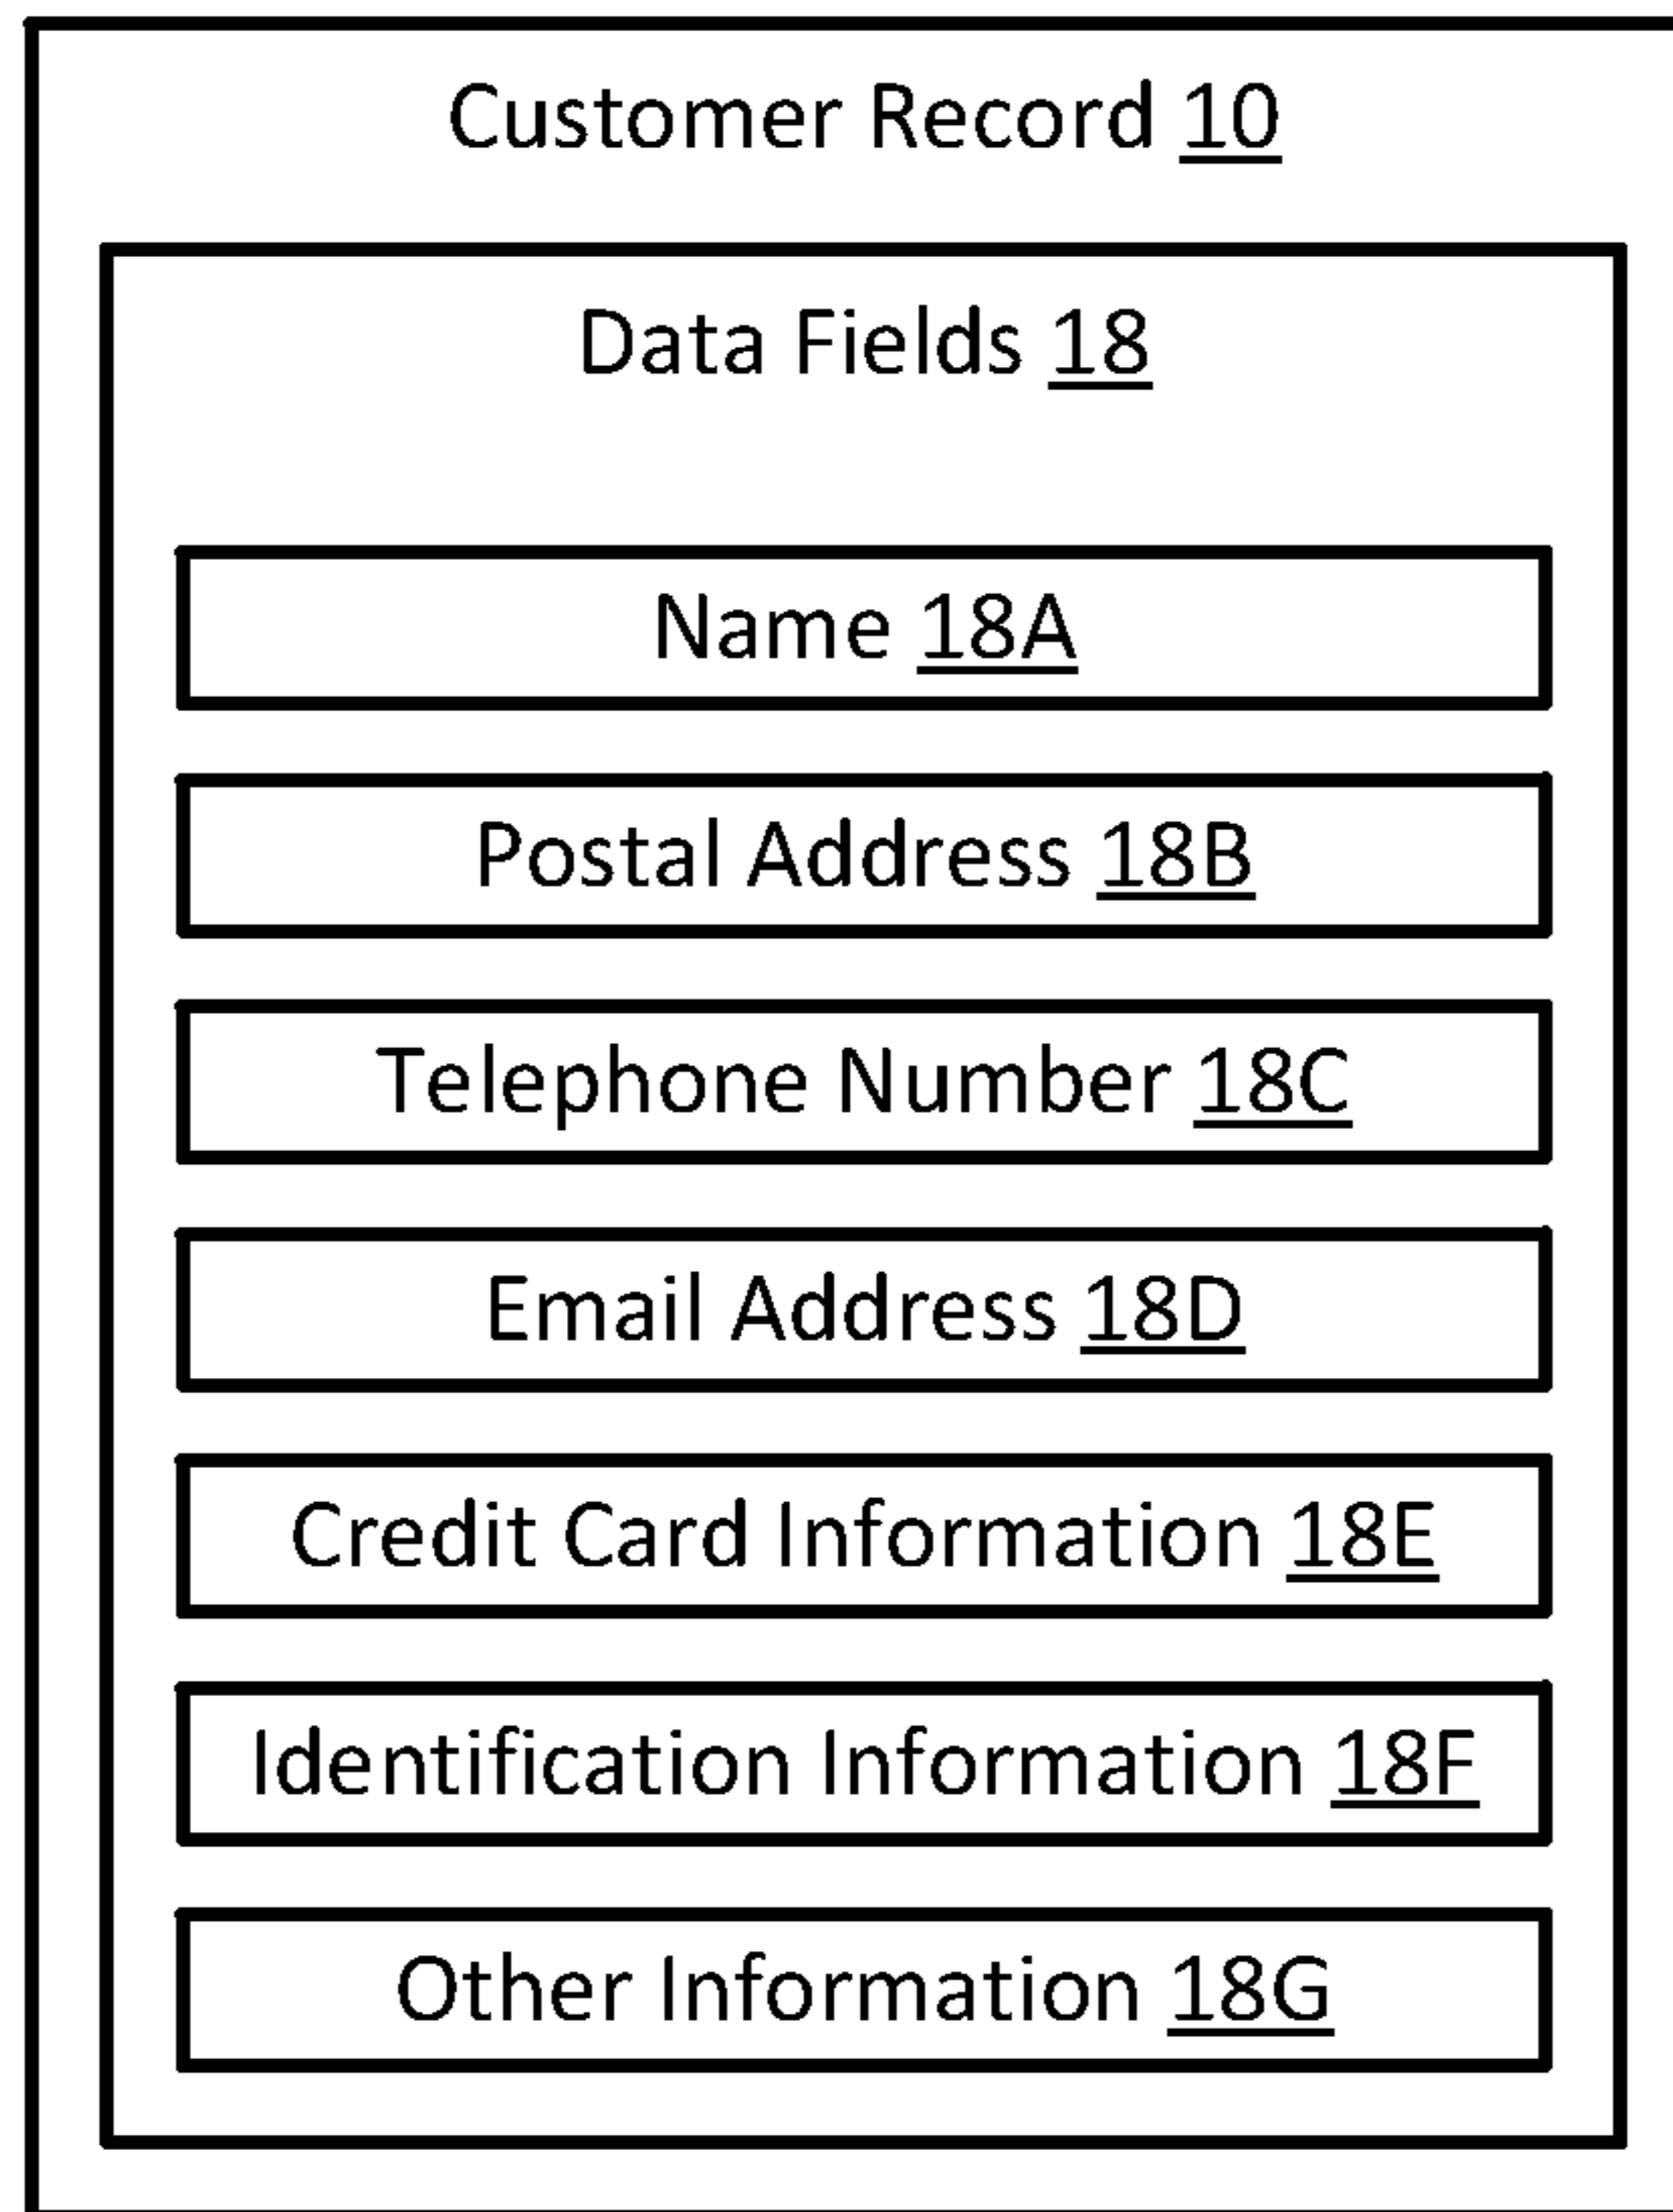 Customer Record 10
Data Fields 18
Name 18A
Postal Address 18B
Telephone Number 18C
Email Address 18D
Credit Card Information 18E
Identification Information 18F
Other Information 18G